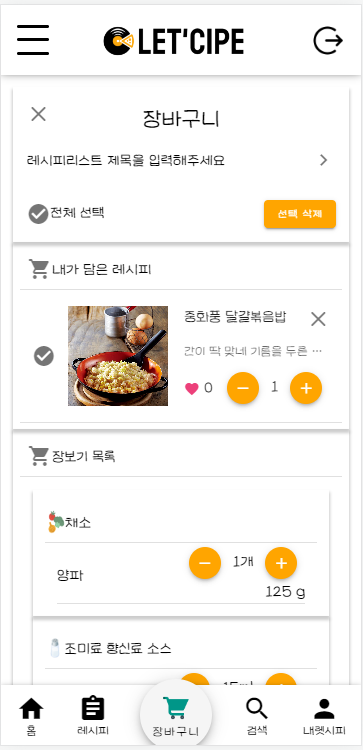 LET'CIPE
장바구니
레시피리스트 제목을 입력해주세요
전체 선택
선택 삭제
내가 담은 레시피
중화풍 달걀볶음밥
간이 딱 맞네 기름을 두른 ...
0
1
장보기 목록
채소
양파
1개
125 g
조미료 향신료 소스
홈
레시피
장바구니
검색
내렛시피